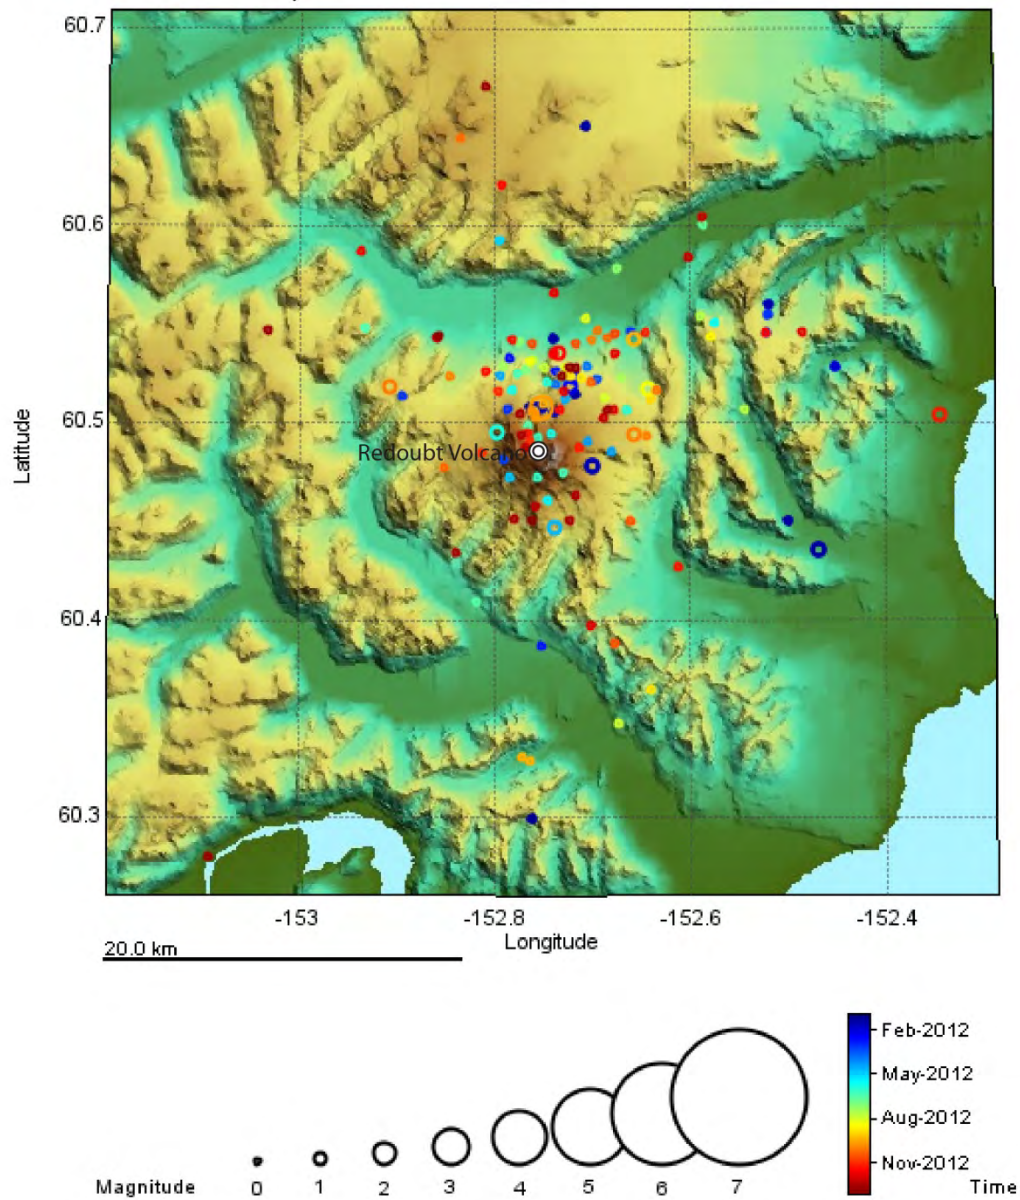 60.7
60.6
60.5
Redoubt Volcano
Latitude
60.4
60.3
-153 -152.8 -152.6 -152.4
Longitude
20.0 km
Feb-2012
May-2012
Aug-2012
Nov-2012
Magnitude 0 1 2 3 4 5 6 7 Time